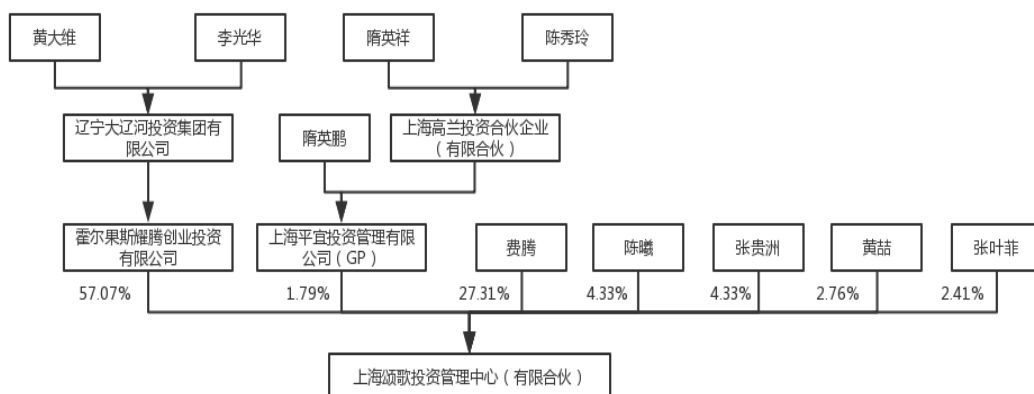 黄大维
李光华
隋英祥
陈秀玲
辽宁大辽河投资集团有
限公司
隋英鹏
上海高兰投资合伙企业
（有限合伙）
霍尔果斯耀腾创业投资
有限公司
上海平宜投资管理有限
公司（GP）
费腾
陈曦
张贵洲
黄喆
张叶菲
57.07%
1.79%
27.31%
4.33%
4.33%
2.76%
2.41%
上海颂歌投资管理中心（有限合伙）